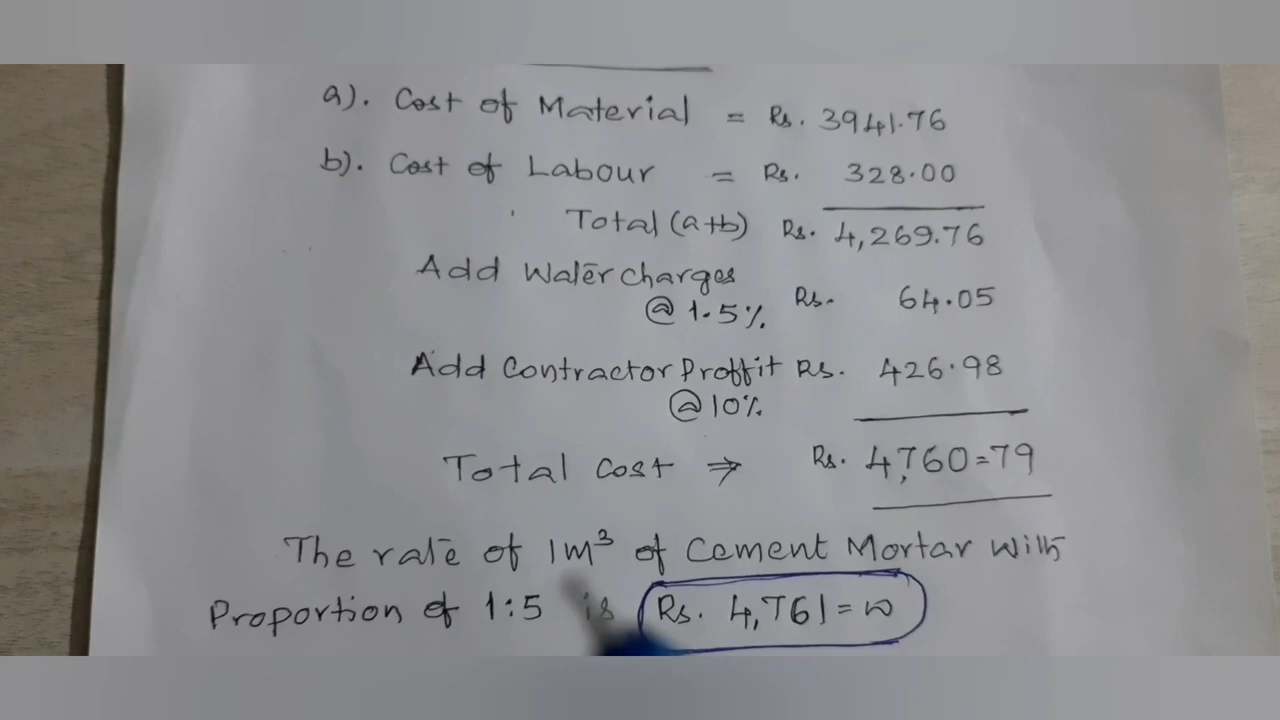 a). Cost of Material = Rs. 3941.76
b). Cost of Labour = Rs. 328.00
Total (a+b) Rs. 4,269.76
Add Water charges
@ 1.5% Rs. 64.05
Add Contractor Proffit Rs. 426.98
@ 10%
Total Cost ⇒ Rs. 4,760=79
The rate of 1m³ of Cement Mortar with
Proportion of 1:5 is Rs. 4,761=00